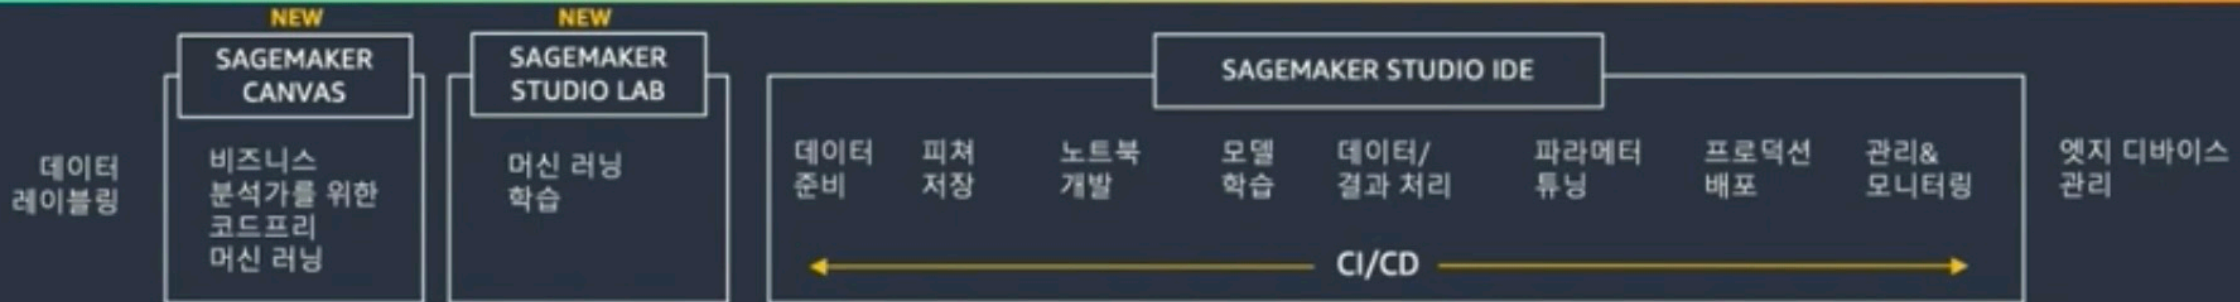 NEW
SAGEMAKER
CANVAS
NEW
SAGEMAKER
STUDIO LAB
SAGEMAKER STUDIO IDE
데이터
레이블링
비즈니스
분석가를 위한
코드프리
머신 러닝
머신 러닝
학습
데이터
준비
피쳐
저장
노트북
개발
모델
학습
데이터/
결과 처리
파라메터
튜닝
프로덕션
배포
관리&
모니터링
CI/CD
엣지 디바이스
관리